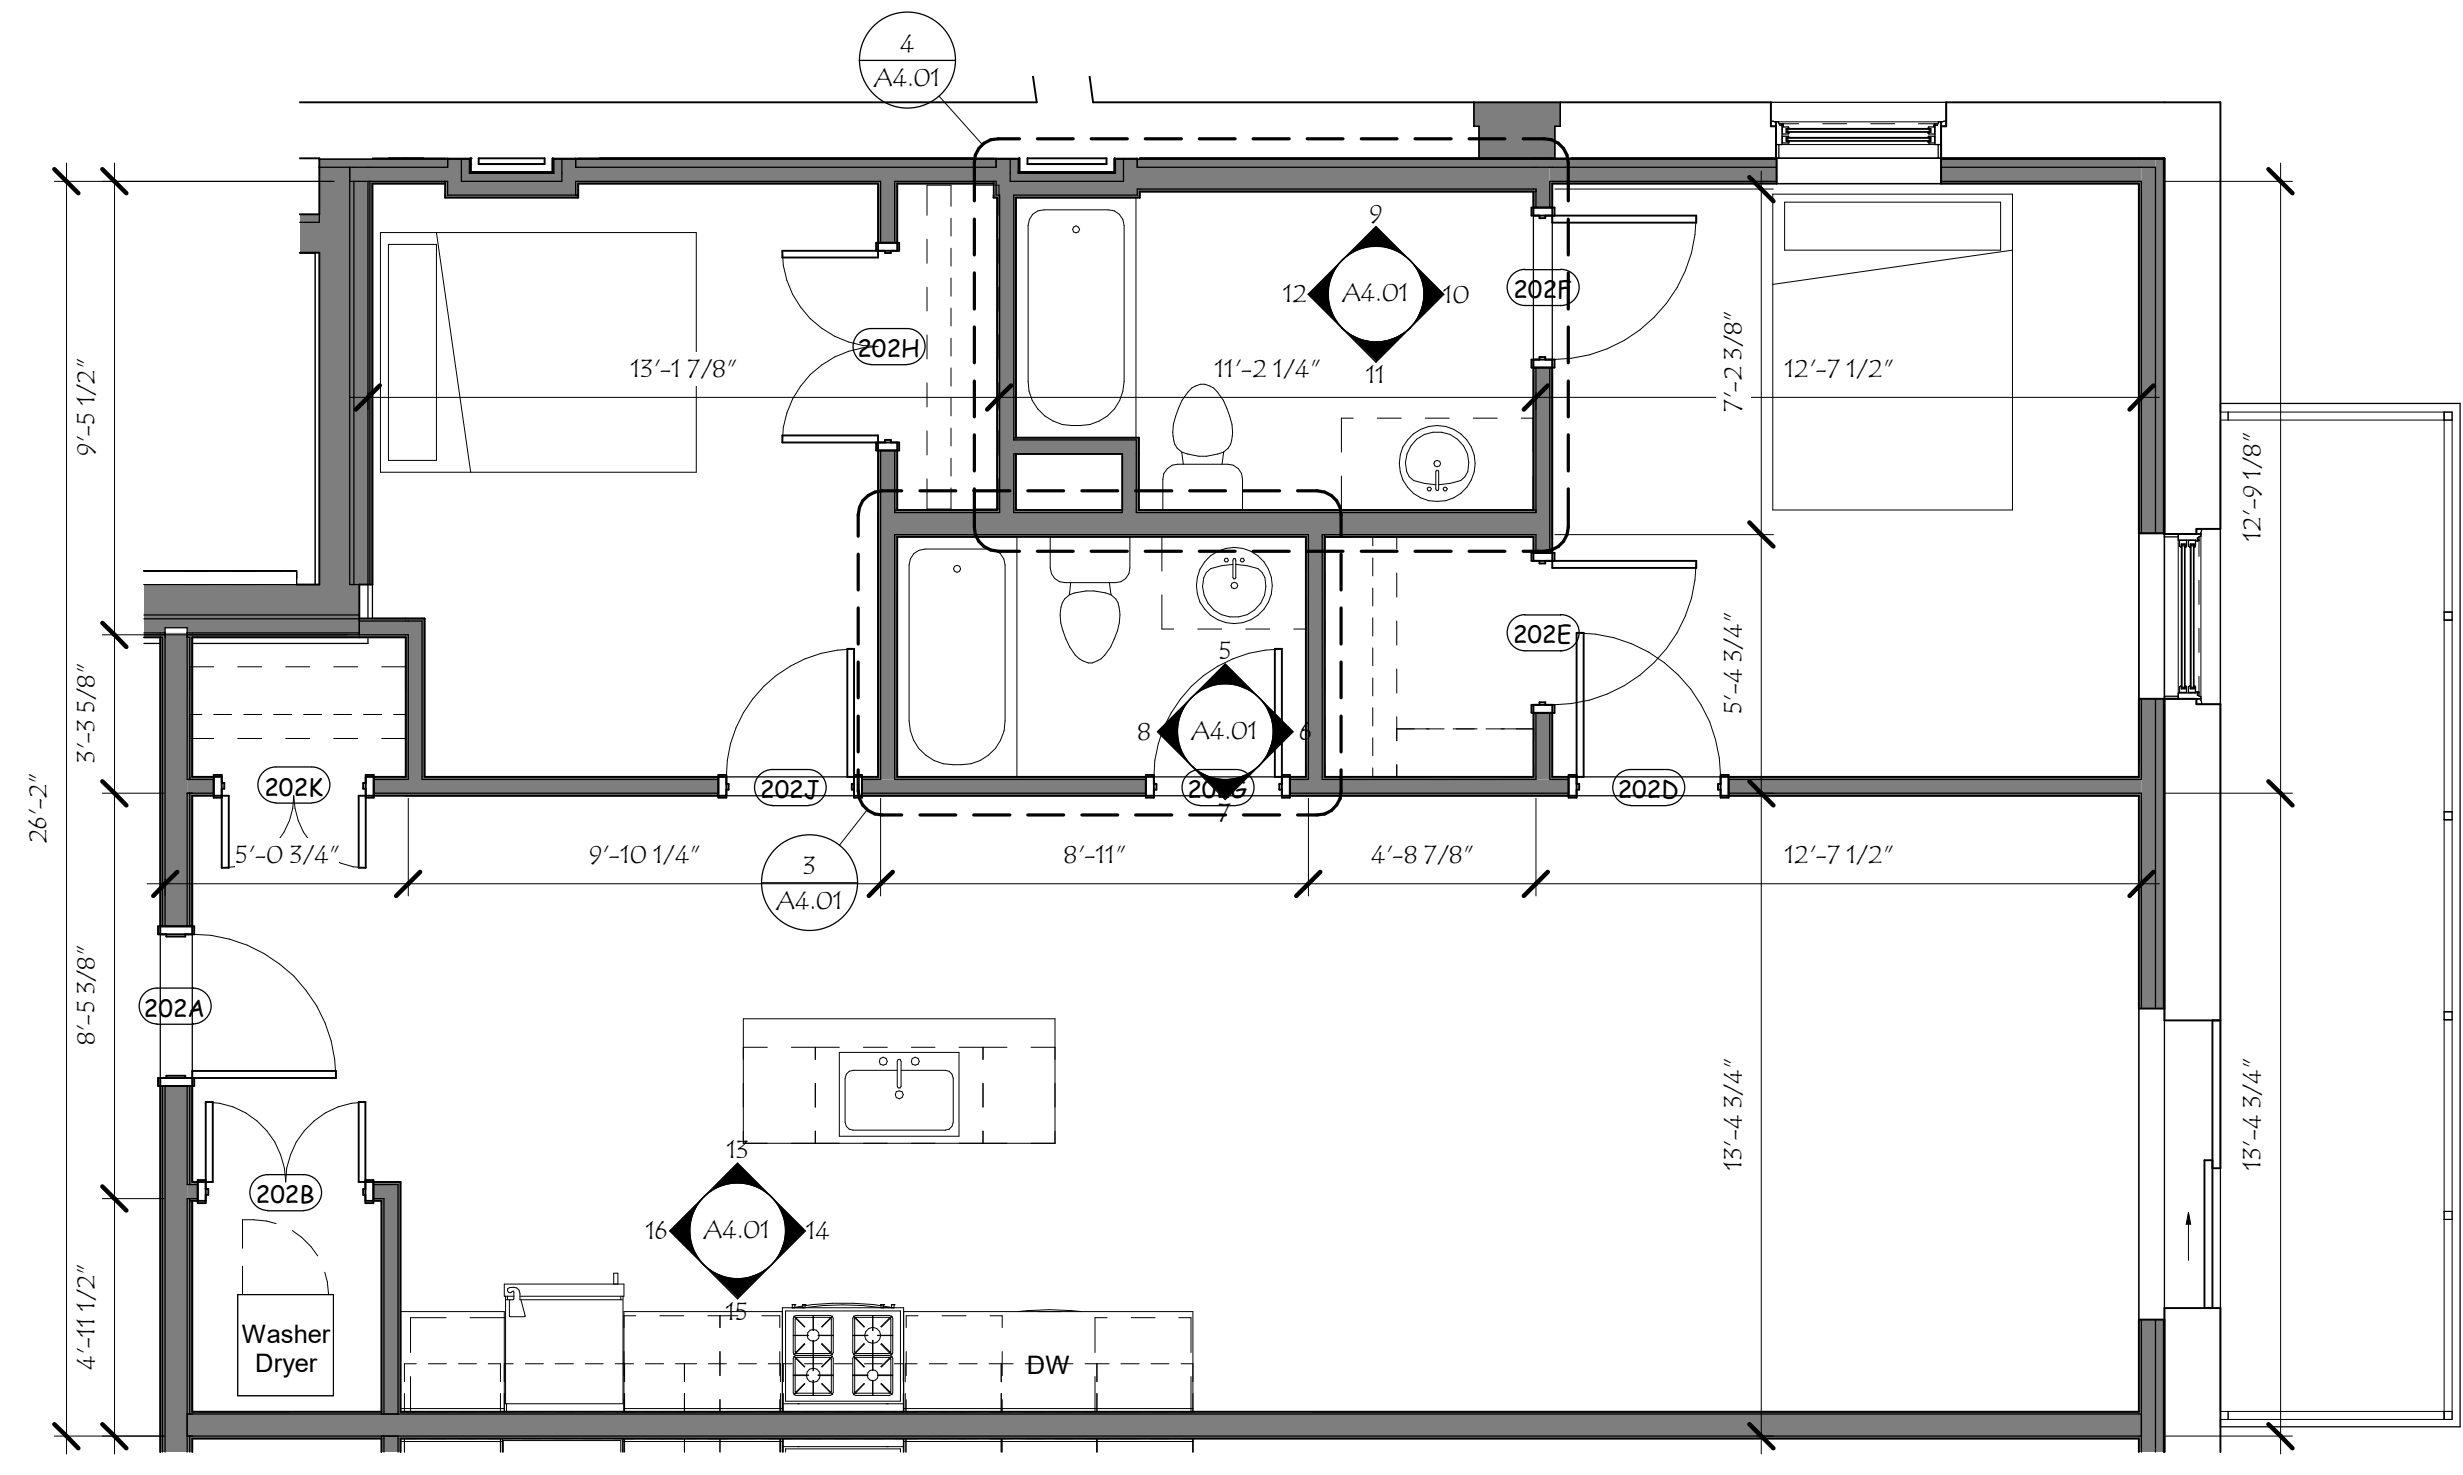 4
A4.01
9
12
A4.01
10
11
202F
202H
13'-1 7/8"
11'-2 1/4"
7'-2 3/8"
12'-7 1/2"
9'-5 1/2"
12'-9 1/8"
202E
5
8
A4.01
6
7
5'-4 3/4"
3'-3 5/8"
202K
202J
202D
26'-2"
5'-0 3/4"
9'-10 1/4"
8'-11"
4'-8 7/8"
12'-7 1/2"
3
A4.01
202A
8'-5 3/8"
13'-4 3/4"
13'-4 3/4"
13
16
A4.01
14
15
202B
4'-11 1/2"
Washer
Dryer
DW